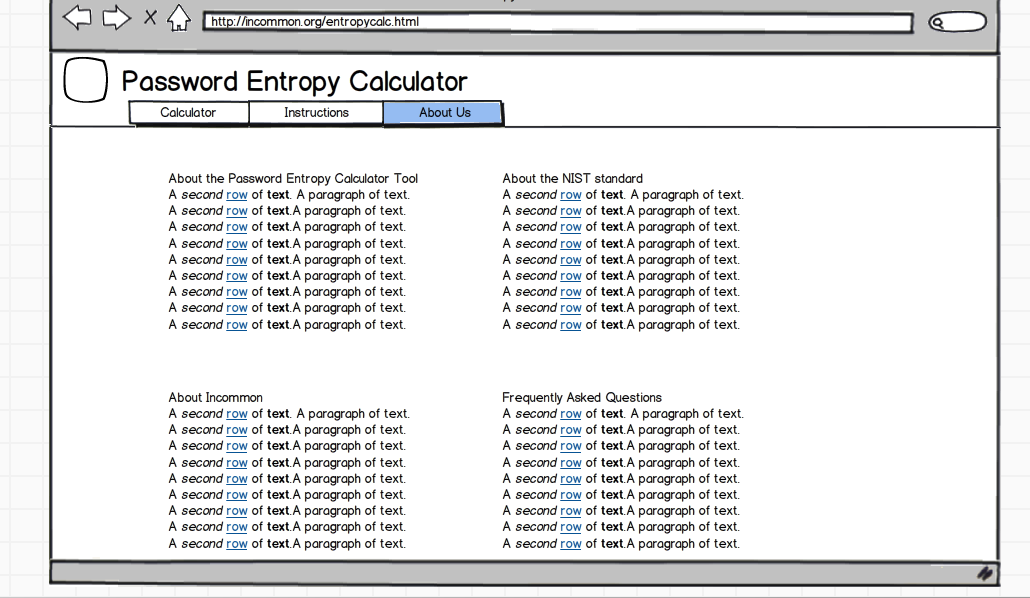 http://incommon.org/entropycalc.html
Password Entropy Calculator
Calculator Instructions About Us
About the Password Entropy Calculator Tool
A second row of text. A paragraph of text.
A second row of text.A paragraph of text.
A second row of text.A paragraph of text.
A second row of text.A paragraph of text.
A second row of text.A paragraph of text.
A second row of text.A paragraph of text.
A second row of text.A paragraph of text.
A second row of text.A paragraph of text.
A second row of text.A paragraph of text.
About the NIST standard
A second row of text. A paragraph of text.
A second row of text.A paragraph of text.
A second row of text.A paragraph of text.
A second row of text.A paragraph of text.
A second row of text.A paragraph of text.
A second row of text.A paragraph of text.
A second row of text.A paragraph of text.
A second row of text.A paragraph of text.
A second row of text.A paragraph of text.
About Incommon
A second row of text. A paragraph of text.
A second row of text.A paragraph of text.
A second row of text.A paragraph of text.
A second row of text.A paragraph of text.
A second row of text.A paragraph of text.
A second row of text.A paragraph of text.
A second row of text.A paragraph of text.
A second row of text.A paragraph of text.
A second row of text.A paragraph of text.
Frequently Asked Questions
A second row of text. A paragraph of text.
A second row of text.A paragraph of text.
A second row of text.A paragraph of text.
A second row of text.A paragraph of text.
A second row of text.A paragraph of text.
A second row of text.A paragraph of text.
A second row of text.A paragraph of text.
A second row of text.A paragraph of text.
A second row of text.A paragraph of text.